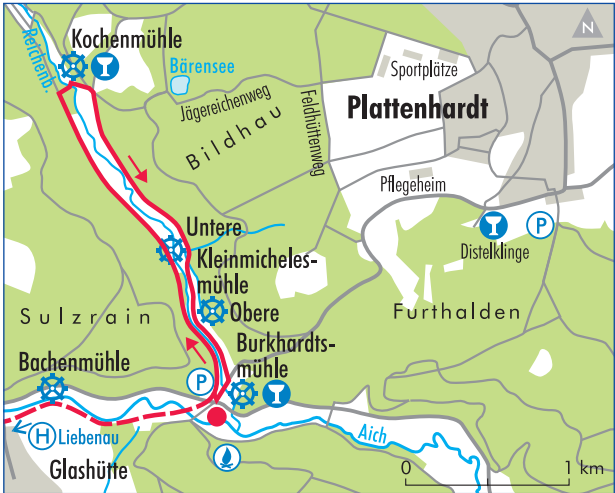 Kochenmühle
Reichenb.
Bärensee
Jägereichenweg
Bildhau
Feldhüttenweg
Sportplätze
Plattenhardt
N
Pflegeheim
P
Distelklinge
Untere
Kleinmicheles-
mühle
Obere
Furthalden
Sulzrain
Burkhardts-
mühle
Bachenmühle
P
H Liebenau
Glashütte
Aich
0 1 km